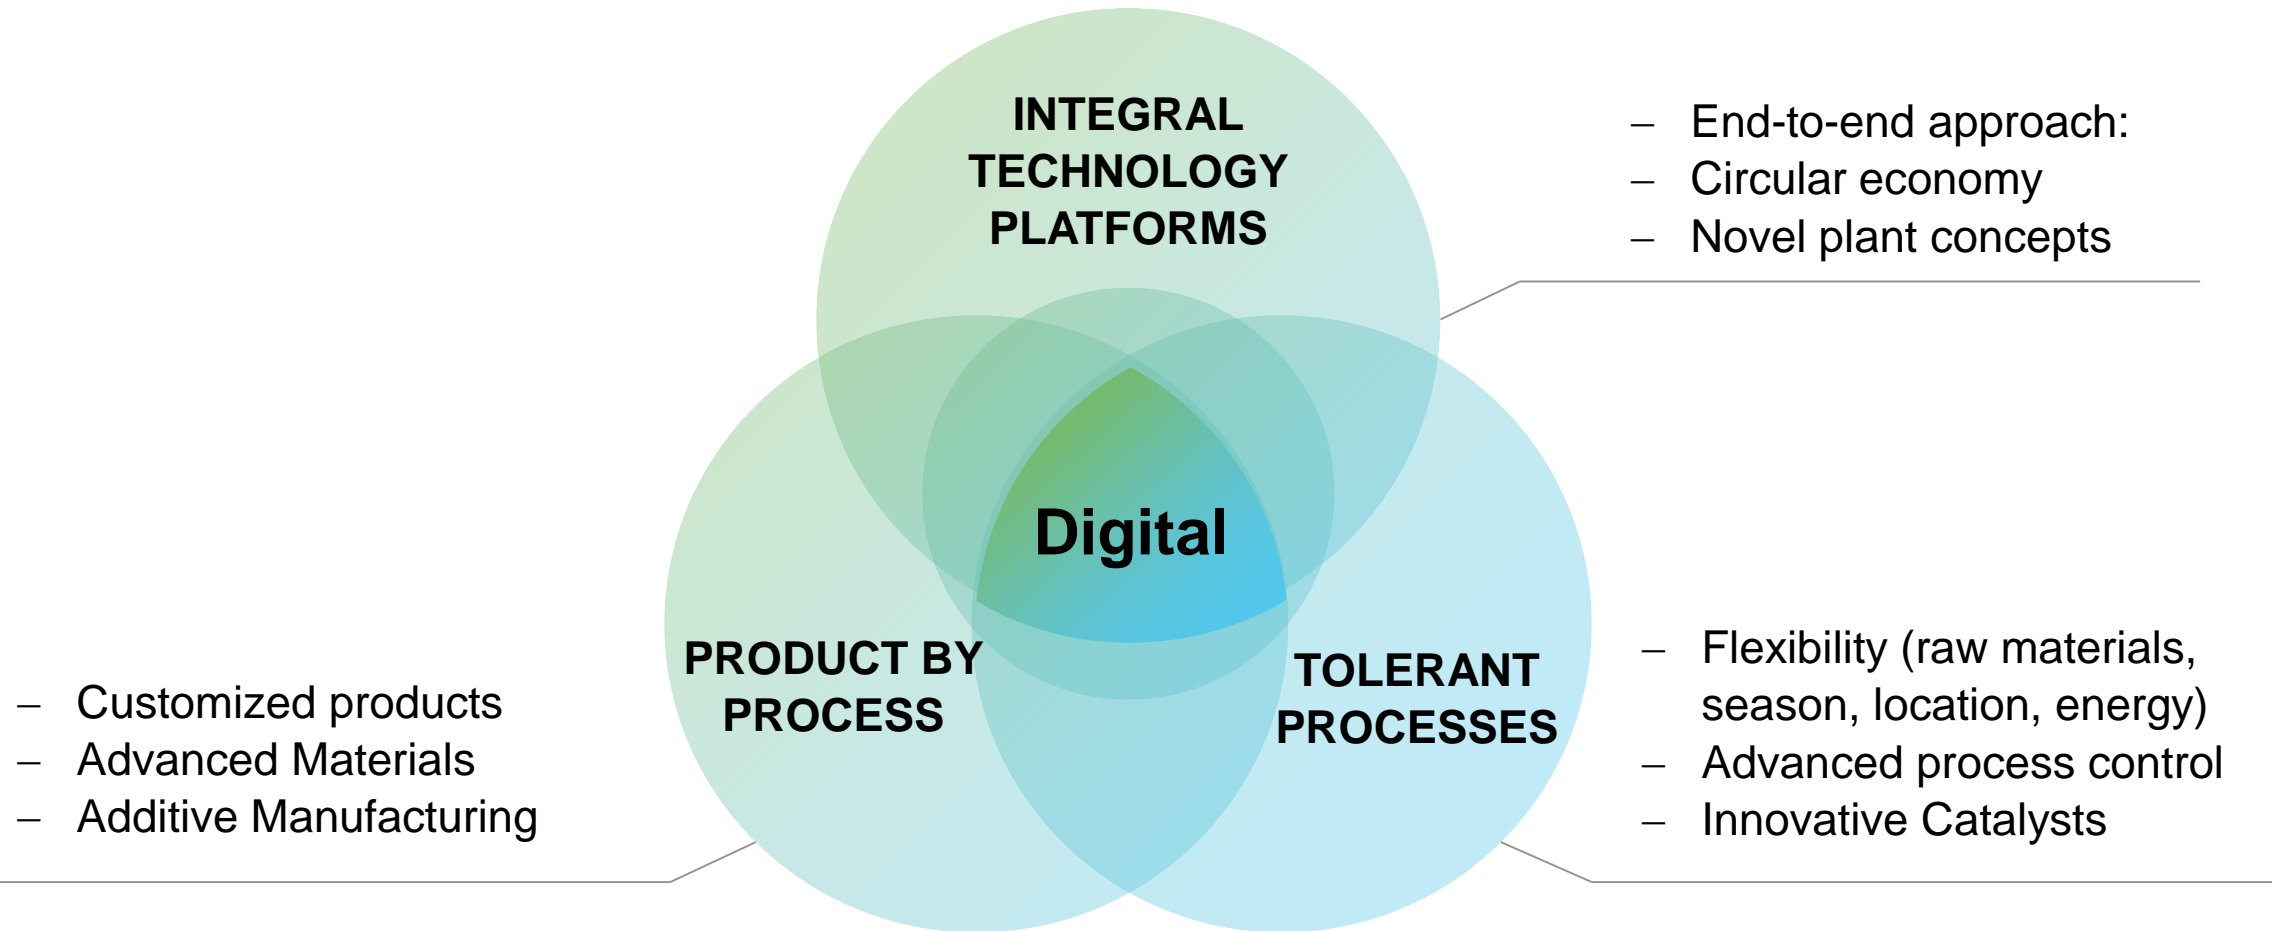 INTEGRAL
TECHNOLOGY
PLATFORMS
– End-to-end approach:
– Circular economy
– Novel plant concepts
Digital
PRODUCT BY
PROCESS
TOLERANT
PROCESSES
– Customized products
– Advanced Materials
– Additive Manufacturing
– Flexibility (raw materials,
season, location, energy)
– Advanced process control
– Innovative Catalysts